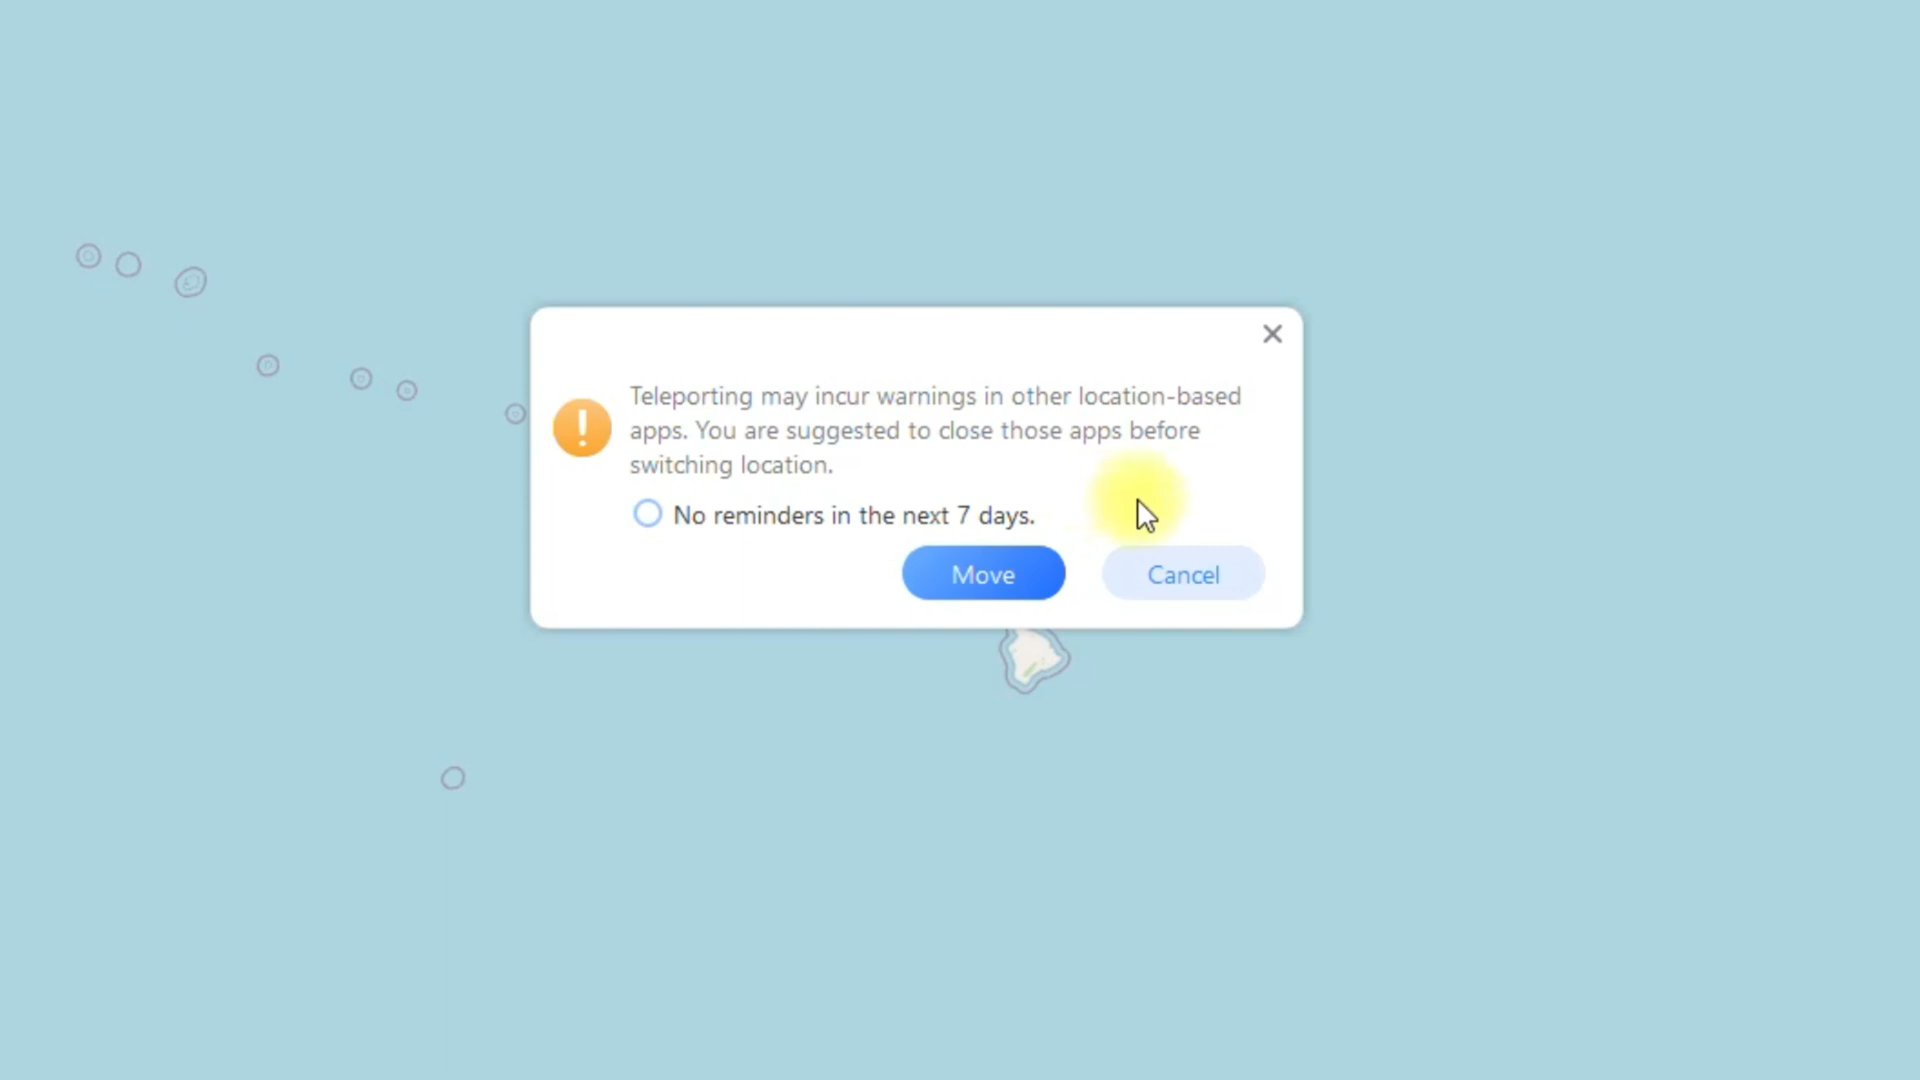 Teleporting may incur warnings in other location-based
apps. You are suggested to close those apps before
switching location.
No reminders in the next 7 days.
Move
Cancel